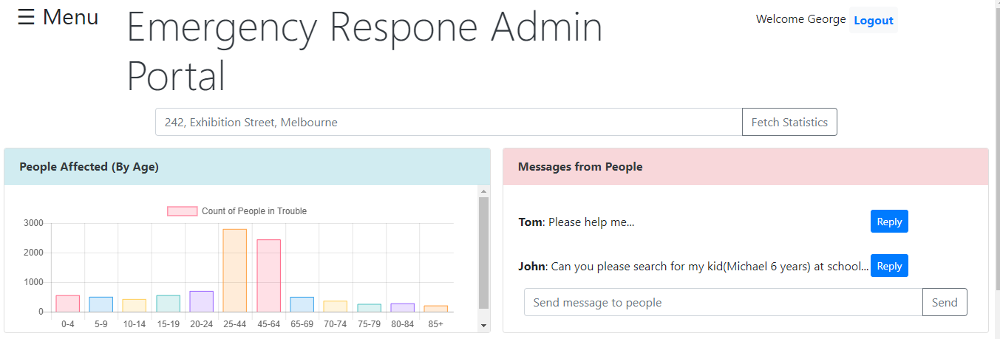 ☰ Menu
Emergency Respone Admin
Portal
Welcome George Logout
242, Exhibition Street, Melbourne Fetch Statistics
People Affected (By Age)
Count of People in Trouble
3000
2000
1000
0
0-4 5-9 10-14 15-19 20-24 25-44 45-64 65-69 70-74 75-79 80-84 85+
Messages from People
Tom: Please help me... Reply
John: Can you please search for my kid(Michael 6 years) at school... Reply
Send message to people Send